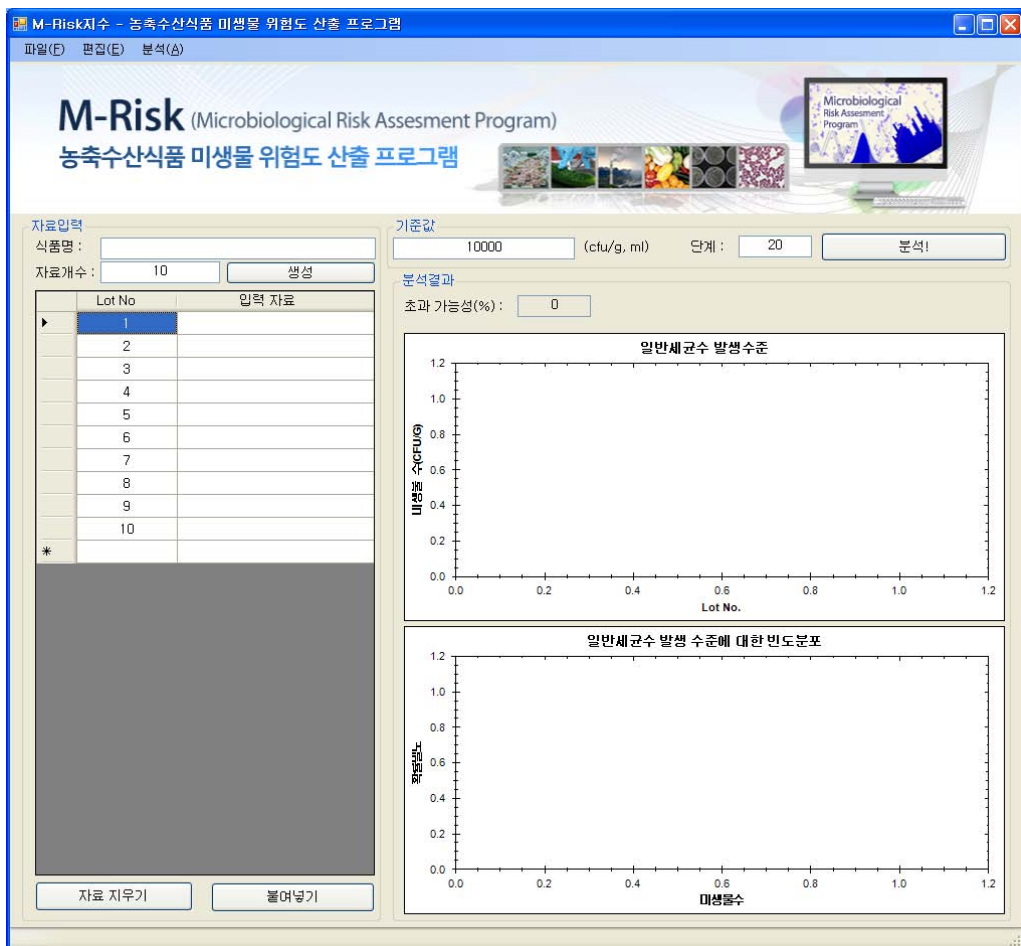 M-Risk지수 - 농축수산식품 미생물 위험도 산출 프로그램
파일(F) 편집(E) 분석(A)
M-Risk (Microbiological Risk Assesment Program)
농축수산식품 미생물 위험도 산출 프로그램
Microbiological
Risk Assesment
Program
자료입력
식품명 :
자료개수 : 10 생성
Lot No 입력 자료
1
2
3
4
5
6
7
8
9
10
자료 지우기 붙여넣기
기준값
10000 (cfu/g, ml) 단계 : 20 분석!
분석결과
초과 가능성(%) : 0
일반세균수 발생수준
미생물 수(CFU/G)
1.2
1.0
0.8
0.6
0.4
0.2
0.0
0.0 0.2 0.4 0.6 0.8 1.0 1.2
Lot No.
일반세균수 발생 수준에 대한 빈도분포
확률밀도
1.2
1.0
0.8
0.6
0.4
0.2
0.0
0.0 0.2 0.4 0.6 0.8 1.0 1.2
미생물수